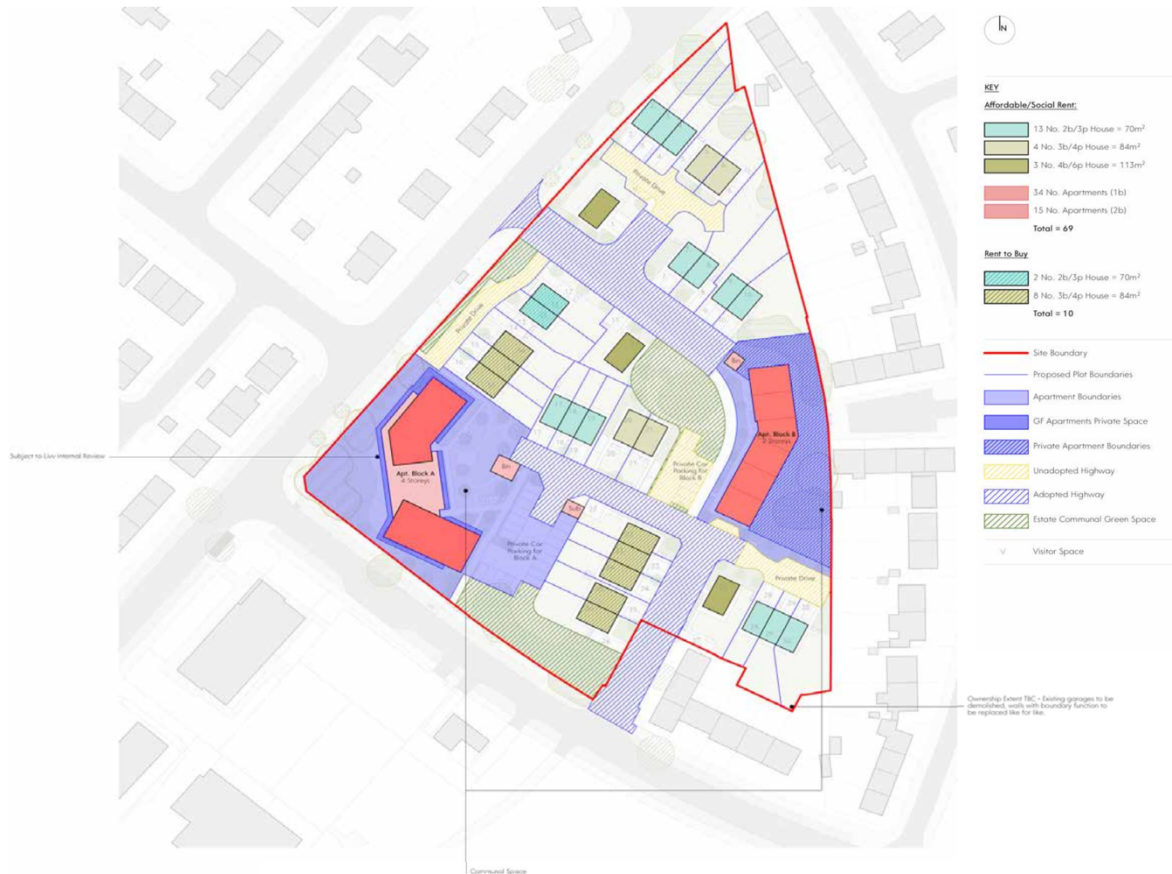 N
KEY
Affordable/Social Rent:
13 No. 2b/3p House = 70m²
4 No. 3b/4p House = 84m²
3 No. 4b/6p House = 113m²
34 No. Apartments (1b)
15 No. Apartments (2b)
Total = 69
Rent to Buy
2 No. 2b/3p House = 70m²
8 No. 3b/4p House = 84m²
Total = 10
Site Boundary
Proposed Plot Boundaries
Apartment Boundaries
GF Apartments Private Space
Private Apartment Boundaries
Unadopted Highway
Adopted Highway
Estate Communal Green Space
V Visitor Space
Private Drive
Private Drive
Bin
Apt. Block B
Subject to Livv Internal Review
Apt. Block A
4 Storeys
Bin
Sub
Private Car
Parking for
Block B
Private Car
Parking for
Block A
Private Drive
Ownership Extent TBC - Existing garages to be
demolished, walls with boundary function to
be replaced like for like.
Communal Space